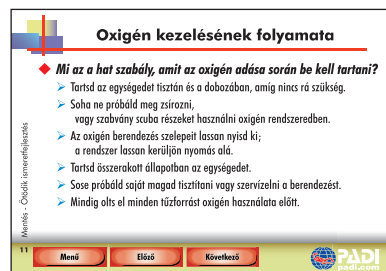 Oxigén kezelésének folyamata
Mi az a hat szabály, amit az oxigén adása során be kell tartani?
Tartsd az egységedet tisztán és a dobozában, amíg nincs rá szükség.
Soha ne próbáld meg zsírozni,
vagy szabvány scuba részeket használni oxigén rendszeredben.
Az oxigén berendezés szelepeit lassan nyisd ki;
a rendszer lassan kerüljön nyomás alá.
Tartsd összerakott állapotban az egységedet.
Sose próbáld saját magad tisztítani vagy szervízelni a berendezést.
Mindig olts el minden tűzforrást oxigén használata előtt.
Mentés - Ötödik ismeretfejlesztés
11
Menű
Előző
Következő
PADI
padi.com